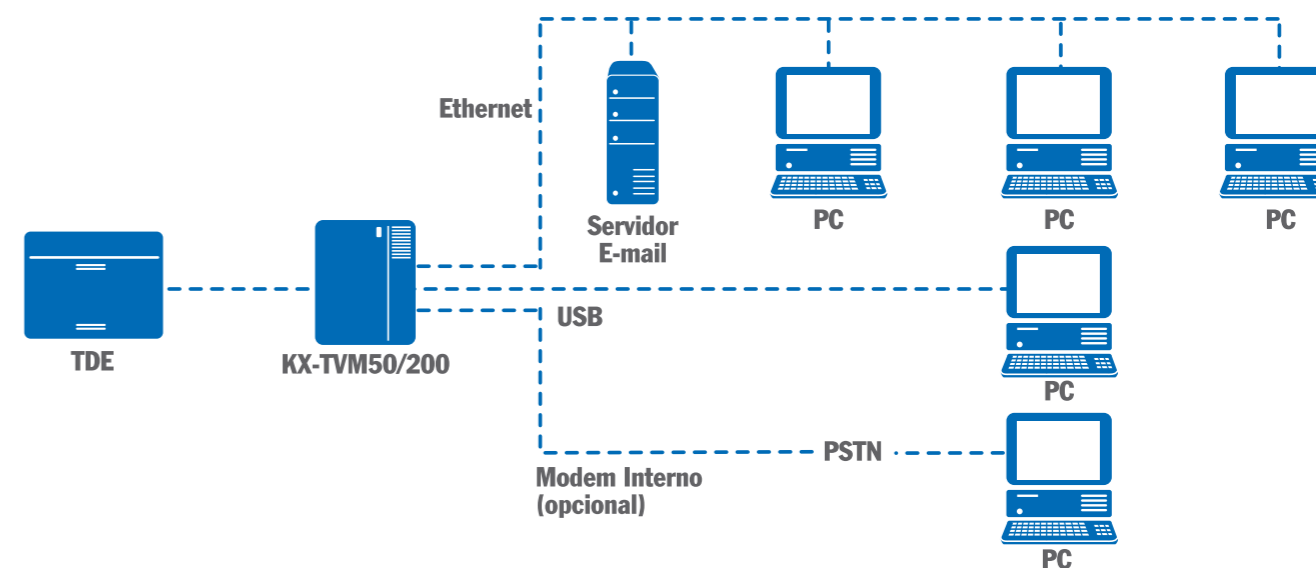 Ethernet
Servidor
E-mail
PC
PC
PC
TDE
KX-TVM50/200
USB
PC
PSTN
Modem Interno
(opcional)
PC